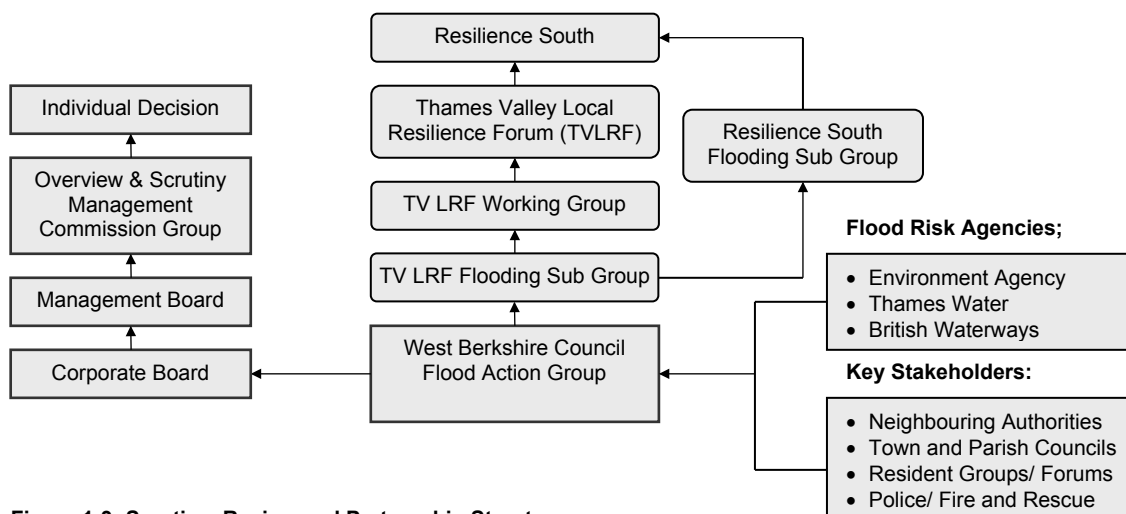 Resilience South
Individual Decision
Thames Valley Local
Resilience Forum (TVLRF)
Resilience South
Flooding Sub Group
Overview & Scrutiny
Management
Commission Group
TV LRF Working Group
Flood Risk Agencies;
TV LRF Flooding Sub Group
• Environment Agency
• Thames Water
• British Waterways
Management Board
West Berkshire Council
Flood Action Group
Corporate Board
Key Stakeholders:
• Neighbouring Authorities
• Town and Parish Councils
• Resident Groups/ Forums
• Police/ Fire and Rescue